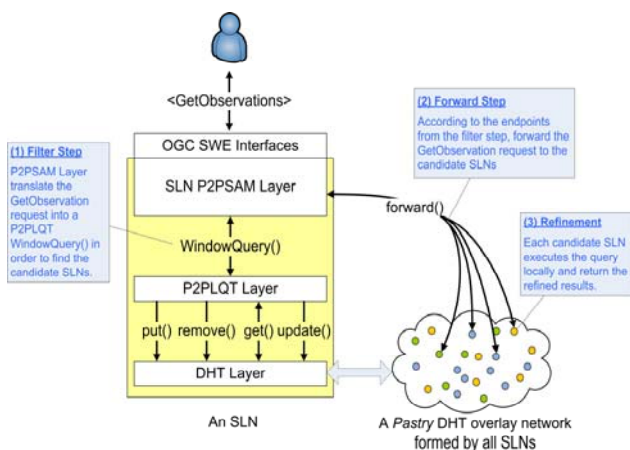 <GetObservations>
OGC SWE Interfaces
SLN P2PSAM Layer
WindowQuery()
P2PLQT Layer
put() remove() get() update()
DHT Layer
An SLN
(1) Filter Step
P2PSAM Layer
translate the
GetObservation
request into a
P2PLQT
WindowQuery() in
order to find the
candidate SLNs.
(2) Forward Step
According to the endpoints
from the filter step, forward the
GetObservation request to the
candidate SLNs
forward()
(3) Refinement
Each candidate SLN
executes the query
locally and return the
refined results.
A Pastry DHT overlay network
formed by all SLNs